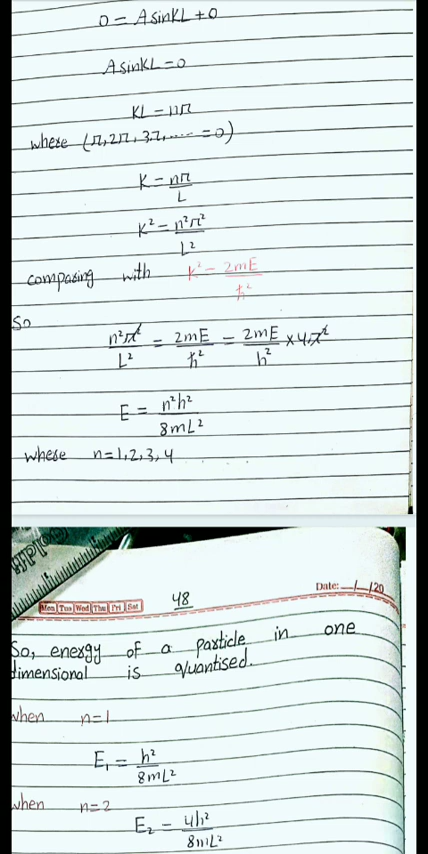 0 = A sinKL + 0
A sinKL = 0
KL = nπ
where (π, 2π, 3π, ..... = 0)
K = nπ/L
K² = n²π²/L²
comparing with k² = 2mE/ħ²
So
n²π²/L² = 2mE/ħ² = 2mE/h² × 4π²
E = n²h²/8mL²
where n=1,2,3,4
Mon Tue Wed Thu Fri Sat
48
Date: __/__/20
So, energy of a particle in one
dimensional is quantised.
when n=1
E₁ = h²/8mL²
when n=2
E₂ = 4h²/8mL²